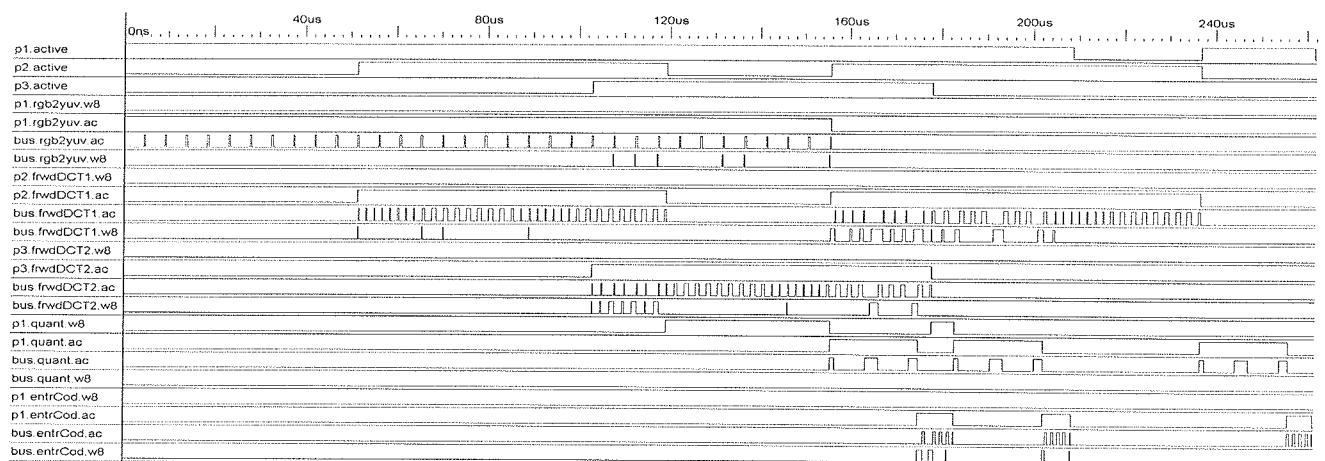 40us 80us 120us 160us 200us 240us
0ns
p1.active
p2.active
p3.active
p1.rgb2yuv.w8
p1.rgb2yuv.ac
bus.rgb2yuv.ac
bus.rgb2yuv.w8
p2.frwdDCT1.w8
p2.frwdDCT1.ac
bus.frwdDCT1.ac
bus.frwdDCT1.w8
p3.frwdDCT2.w8
p3.frwdDCT2.ac
bus.frwdDCT2.ac
bus.frwdDCT2.w8
p1.quant.w8
p1.quant.ac
bus.quant.ac
bus.quant.w8
p1.entrCod.w8
p1.entrCod.ac
bus.entrCod.ac
bus.entrCod.w8